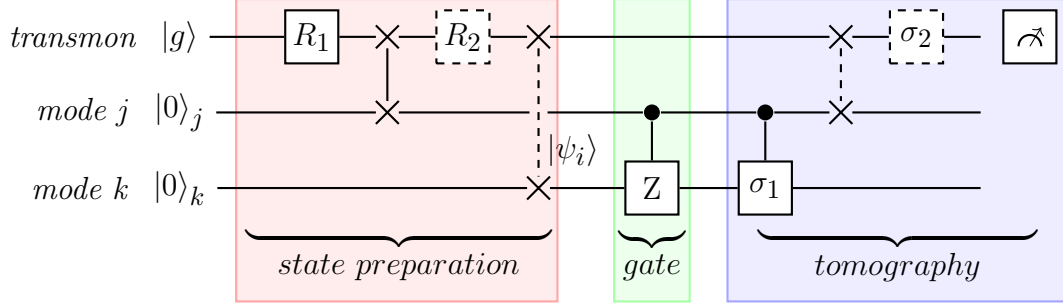 transmon |g⟩ R₁ R₂ σ₂
mode j |0⟩ⱼ
|ψᵢ⟩
mode k |0⟩ₖ Z σ₁
state preparation gate tomography